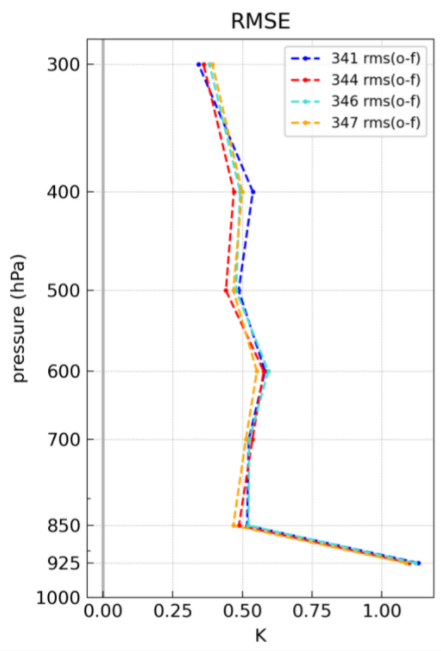 RMSE
341 rms(o-f)
344 rms(o-f)
346 rms(o-f)
347 rms(o-f)
pressure (hPa)
300
400
500
600
700
850
925
1000
0.00 0.25 0.50 0.75 1.00
K